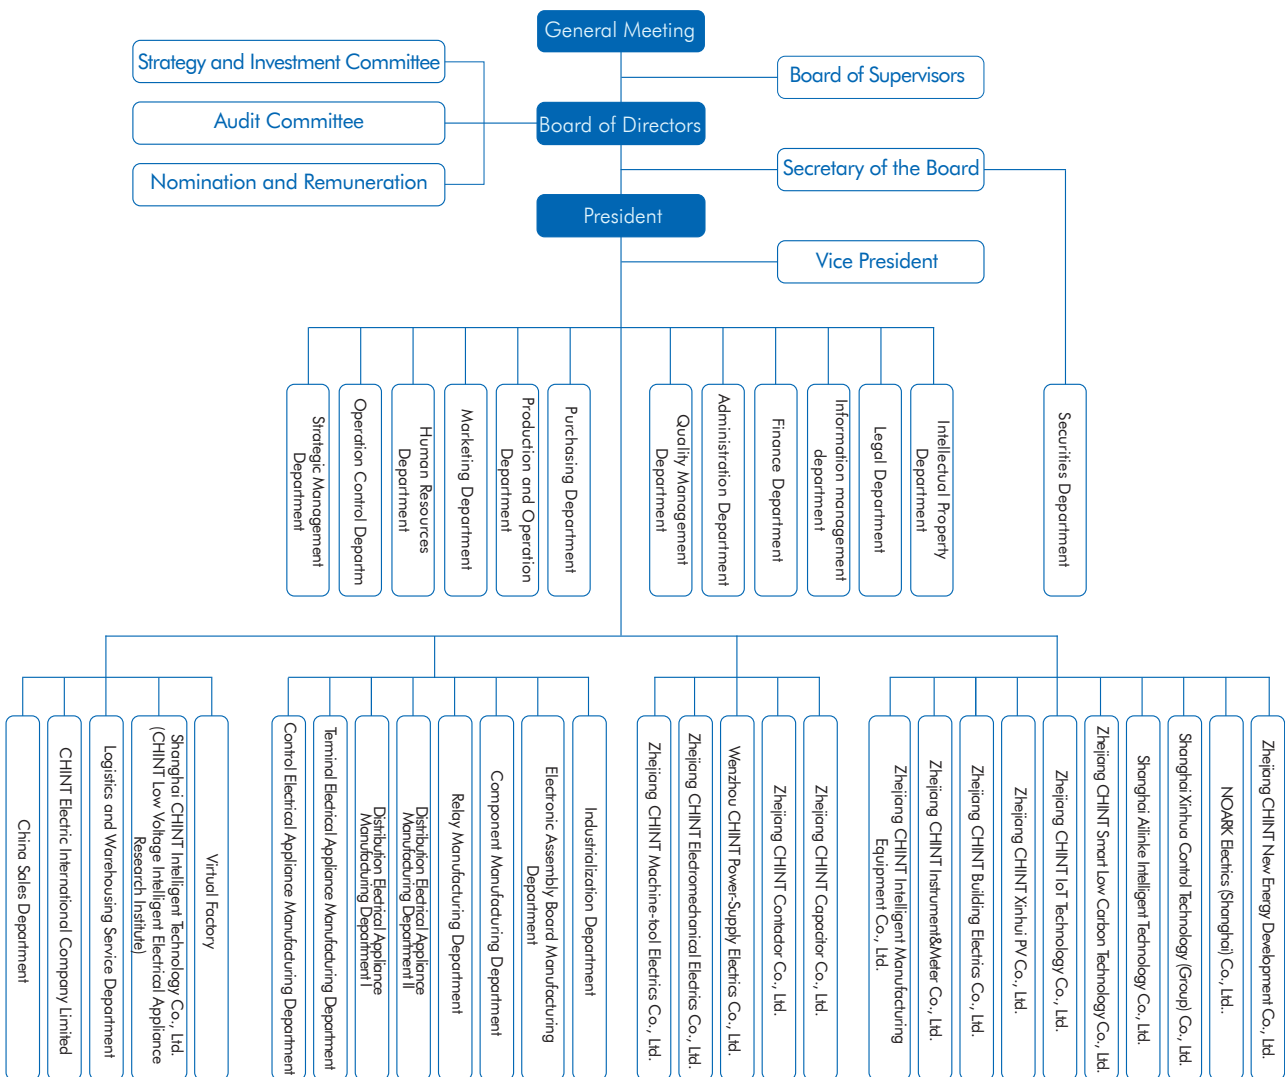 General Meeting
Strategy and Investment Committee
Board of Supervisors
Audit Committee
Board of Directors
Nomination and Remuneration
Secretary of the Board
President
Vice President
Strategic Management
Department
Operation Control Departm
Human Resources
Department
Marketing Department
Production and Operation
Department
Purchasing Department
Quality Management
Department
Administration Department
Finance Department
Information management
department
Legal Department
Intellectual Property
Department
Securities Department
China Sales Department
CHINT Electric International Company Limited
Logistics and Warehousing Service Department
Shanghai CHINT Intelligent Technology Co., Ltd.
(CHINT Low Voltage Intelligent Electrical Appliance
Research Institute)
Virtual Factory
Control Electrical Appliance Manufacturing Department
Terminal Electrical Appliance Manufacturing Department
Distribution Electrical Appliance
Manufacturing Department I
Distribution Electrical Appliance
Manufacturing Department II
Relay Manufacturing Department
Component Manufacturing Department
Electronic Assembly Board Manufacturing
Department
Industrialization Department
Zhejiang CHINT Machine-tool Electrics Co., Ltd.
Zhejiang CHINT Electromechanical Electrics Co., Ltd.
Wenzhou CHINT Power-Supply Electrics Co., Ltd.
Zhejiang CHINT Contador Co., Ltd.
Zhejiang CHINT Capacitor Co., Ltd.
Zhejiang CHINT Intelligent Manufacturing
Equipment Co., Ltd.
Zhejiang CHINT Instrument&Meter Co., Ltd.
Zhejiang CHINT Building Electrics Co., Ltd.
Zhejiang CHINT Xinhui PV Co., Ltd.
Zhejiang CHINT IoT Technology Co., Ltd.
Zhejiang CHINT Smart Low Carbon Technology Co., Ltd.
Shanghai Ailinke Intelligent Technology Co., Ltd.
Shanghai Xinhua Control Technology (Group) Co., Ltd.
NOARK Electrics (Shanghai) Co., Ltd..
Zhejiang CHINT New Energy Development Co., Ltd.